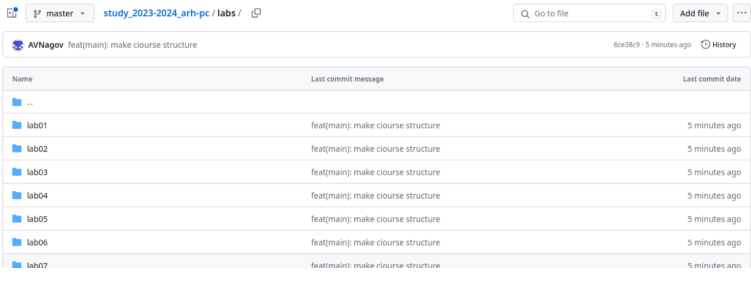 master study_2023-2024_arh-pc / labs / Go to file t Add file
AVNagov feat(main): make ciourse structure 6ce38c9 · 5 minutes ago History
Name Last commit message Last commit date
..
lab01 feat(main): make ciourse structure 5 minutes ago
lab02 feat(main): make ciourse structure 5 minutes ago
lab03 feat(main): make ciourse structure 5 minutes ago
lab04 feat(main): make ciourse structure 5 minutes ago
lab05 feat(main): make ciourse structure 5 minutes ago
lab06 feat(main): make ciourse structure 5 minutes ago
lab07 feat(main): make ciourse structure 5 minutes ago